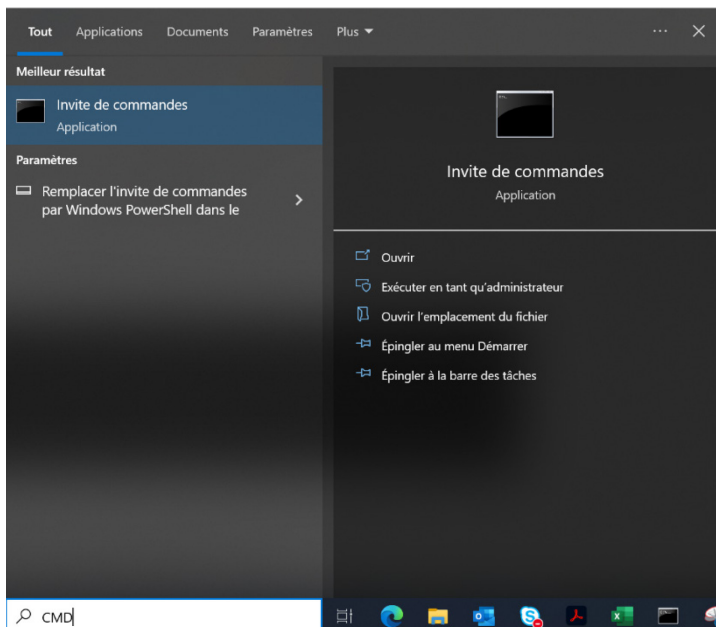 Tout Applications Documents Paramètres Plus
Meilleur résultat
Invite de commandes
Application
Paramètres
Remplacer l'invite de commandes
par Windows PowerShell dans le
Invite de commandes
Application
Ouvrir
Exécuter en tant qu'administrateur
Ouvrir l'emplacement du fichier
Épingler au menu Démarrer
Épingler à la barre des tâches
CMD